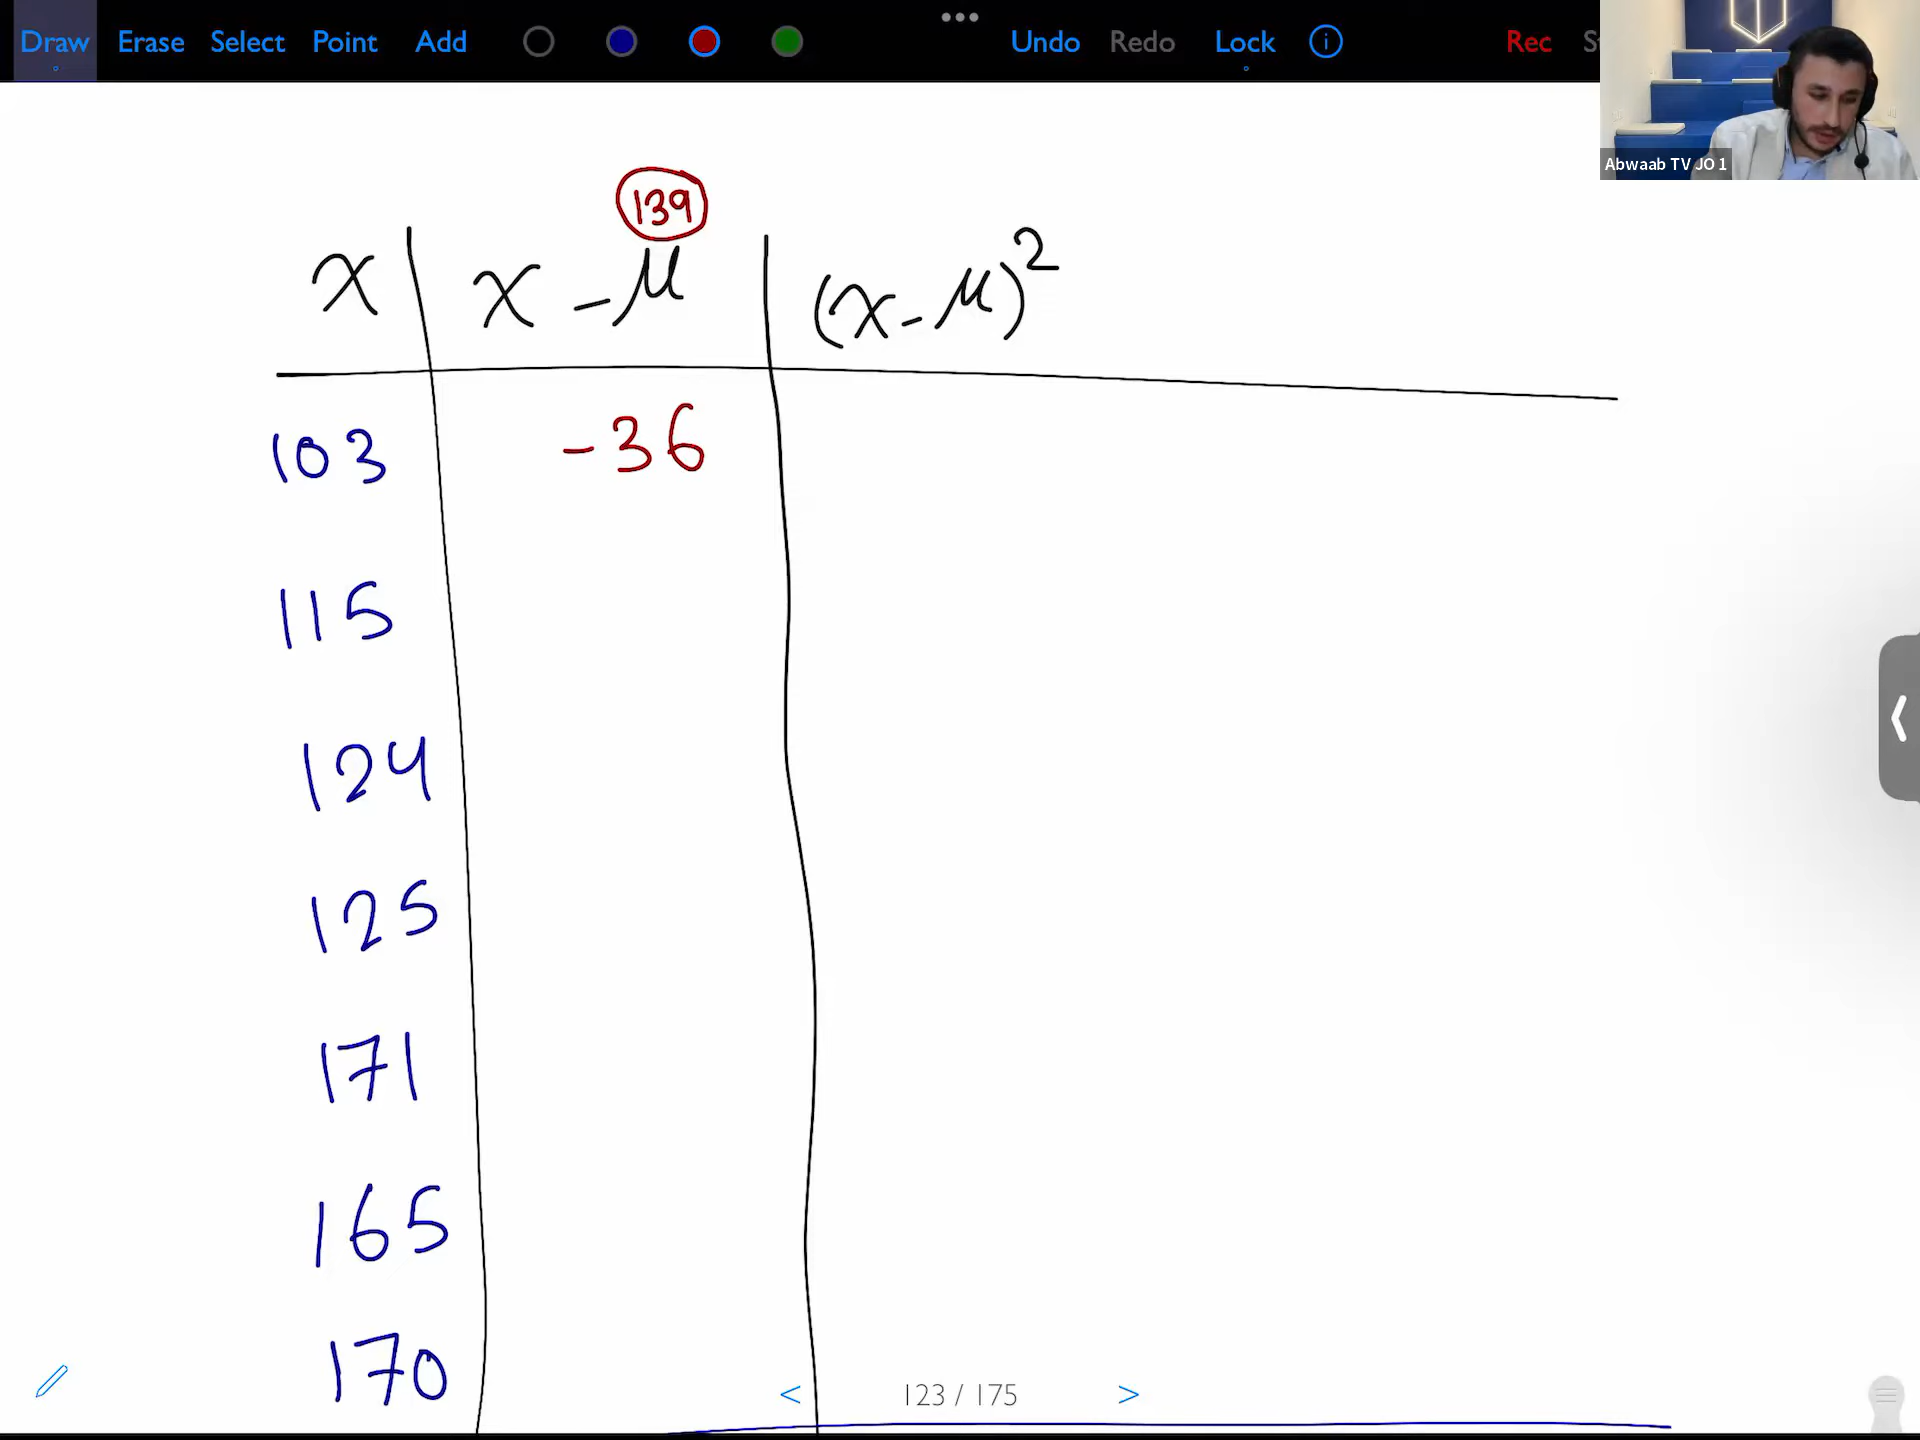 Draw Erase Select Point Add Undo Redo Lock Rec
Abwaab TV JO 1
139
x x - μ (x - μ)²
103 -36
115
124
125
171
165
170
< 123 / 175 >